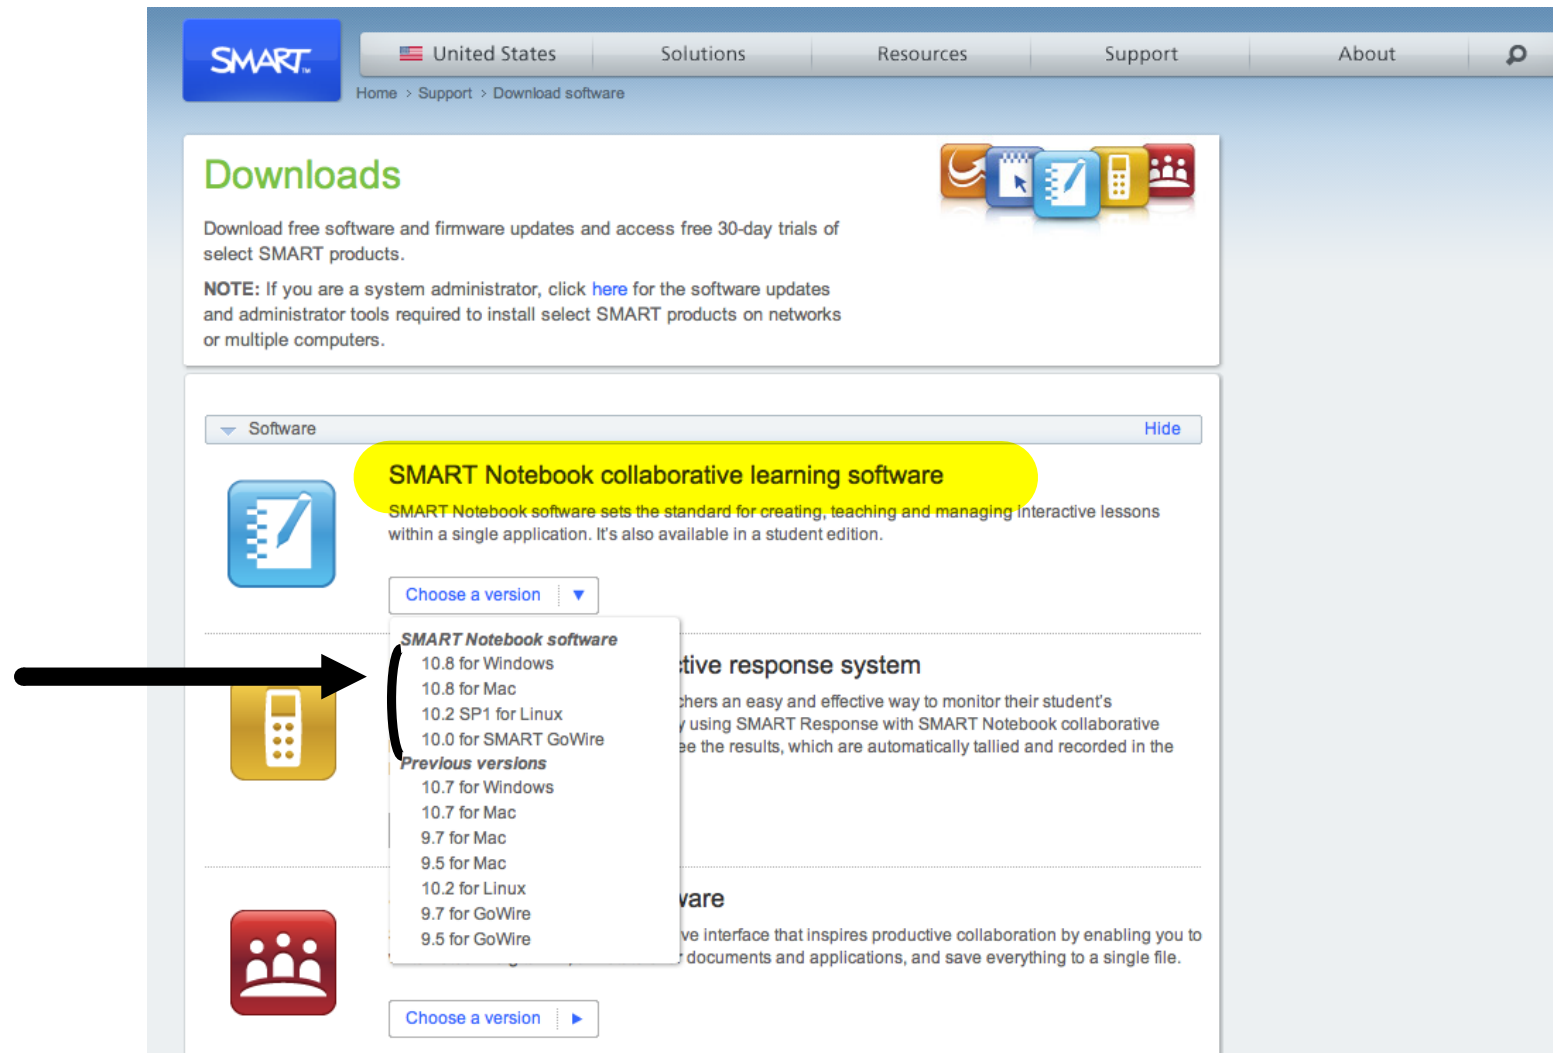 SMART™
United States
Solutions
Resources
Support
About
Home > Support > Download software
Downloads
Download free software and firmware updates and access free 30-day trials of
select SMART products.
NOTE: If you are a system administrator, click here for the software updates
and administrator tools required to install select SMART products on networks
or multiple computers.
Software
Hide
SMART Notebook collaborative learning software
SMART Notebook software sets the standard for creating, teaching and managing interactive lessons
within a single application. It's also available in a student edition.
Choose a version
SMART Notebook software
10.8 for Windows
10.8 for Mac
10.2 SP1 for Linux
10.0 for SMART GoWire
Previous versions
10.7 for Windows
10.7 for Mac
9.7 for Mac
9.5 for Mac
10.2 for Linux
9.7 for GoWire
9.5 for GoWire
response system
an easy and effective way to monitor their student's
using SMART Response with SMART Notebook collaborative
the results, which are automatically tallied and recorded in the
interface that inspires productive collaboration by enabling you to
documents and applications, and save everything to a single file.
Choose a version